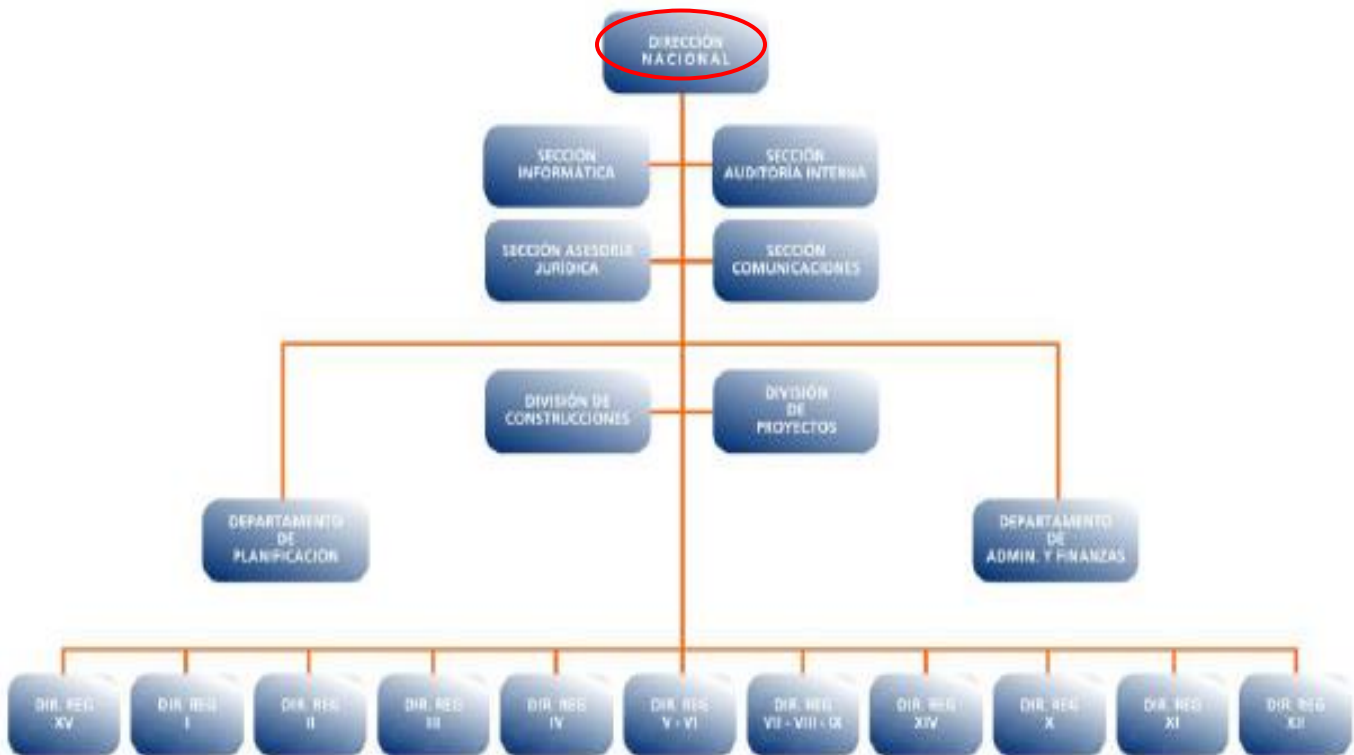 DIRECCIÓN
NACIONAL
SECCIÓN
INFORMÁTICA
SECCIÓN
AUDITORÍA INTERNA
SECCIÓN ASESORIA
JURÍDICA
SECCIÓN
COMUNICACIONES
DIVISIÓN DE
CONSTRUCCIONES
DIVISIÓN
DE
PROYECTOS
DEPARTAMENTO
DE
PLANIFICACIÓN
DEPARTAMENTO
DE
ADMIN. Y FINANZAS
DIR. REG.
XV
DIR. REG.
I
DIR. REG.
II
DIR. REG.
III
DIR. REG.
IV
DIR. REG.
V - VI
DIR. REG.
VII - VIII - IX
DIR. REG.
XIV
DIR. REG.
X
DIR. REG.
XI
DIR. REG.
XII